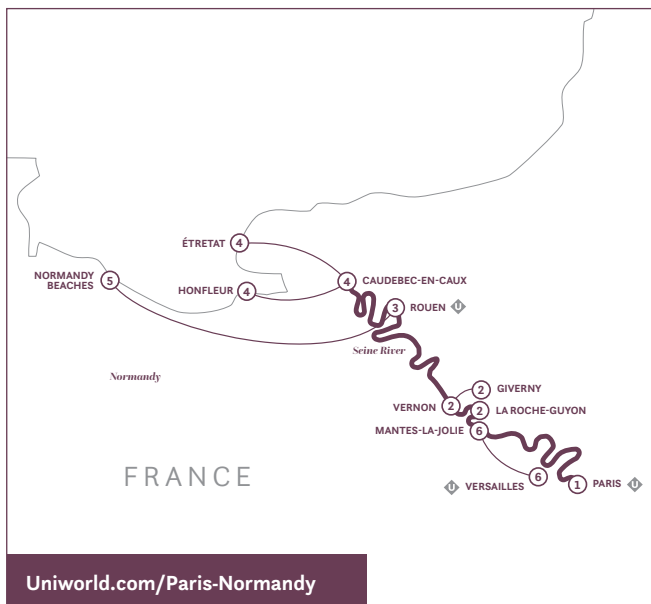 ÉTRETAT
4
NORMANDY
BEACHES
5
HONFLEUR
4
4
CAUDEBEC-EN-CAUX
3
ROUEN
U
Seine River
Normandy
2
GIVERNY
VERNON
2
2
LA ROCHE-GUYON
MANTES-LA-JOLIE
6
FRANCE
U
VERSAILLES
6
1
PARIS
U
Uniworld.com/Paris-Normandy